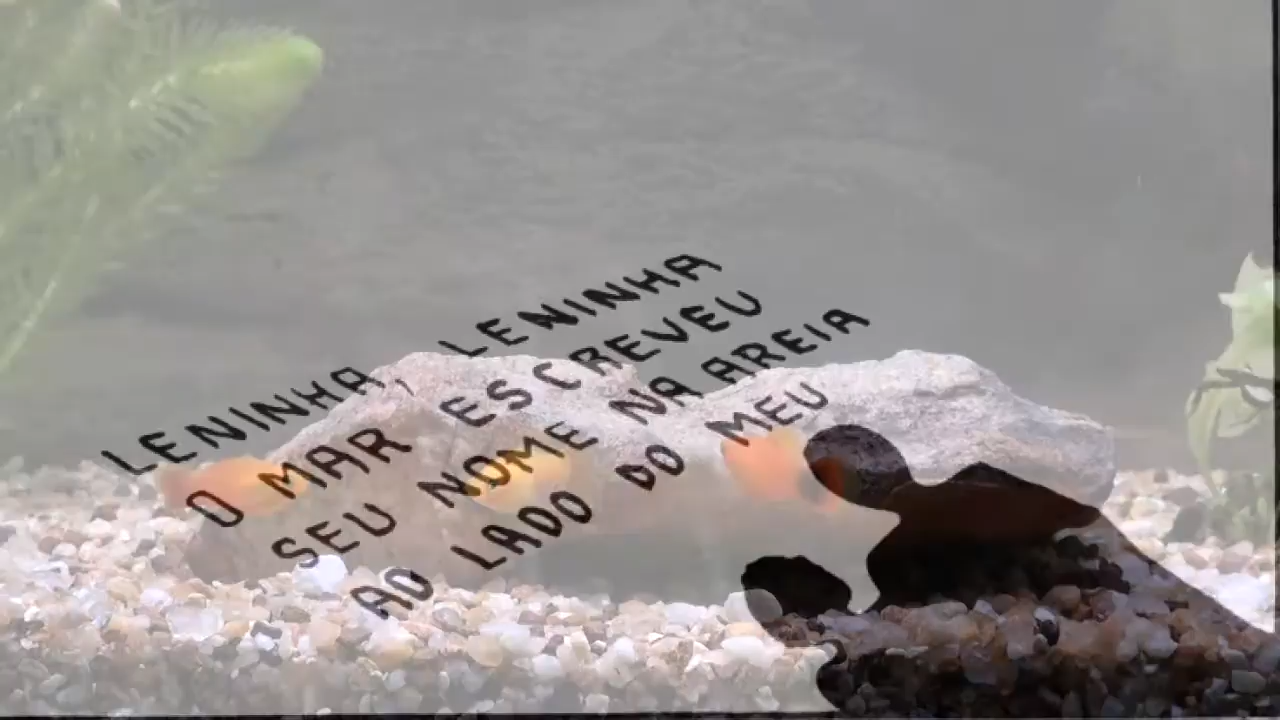 LENINHA, LENINHA
O MAR ESCREVEU
SEU NOME NA AREIA
AO LADO DO MEU